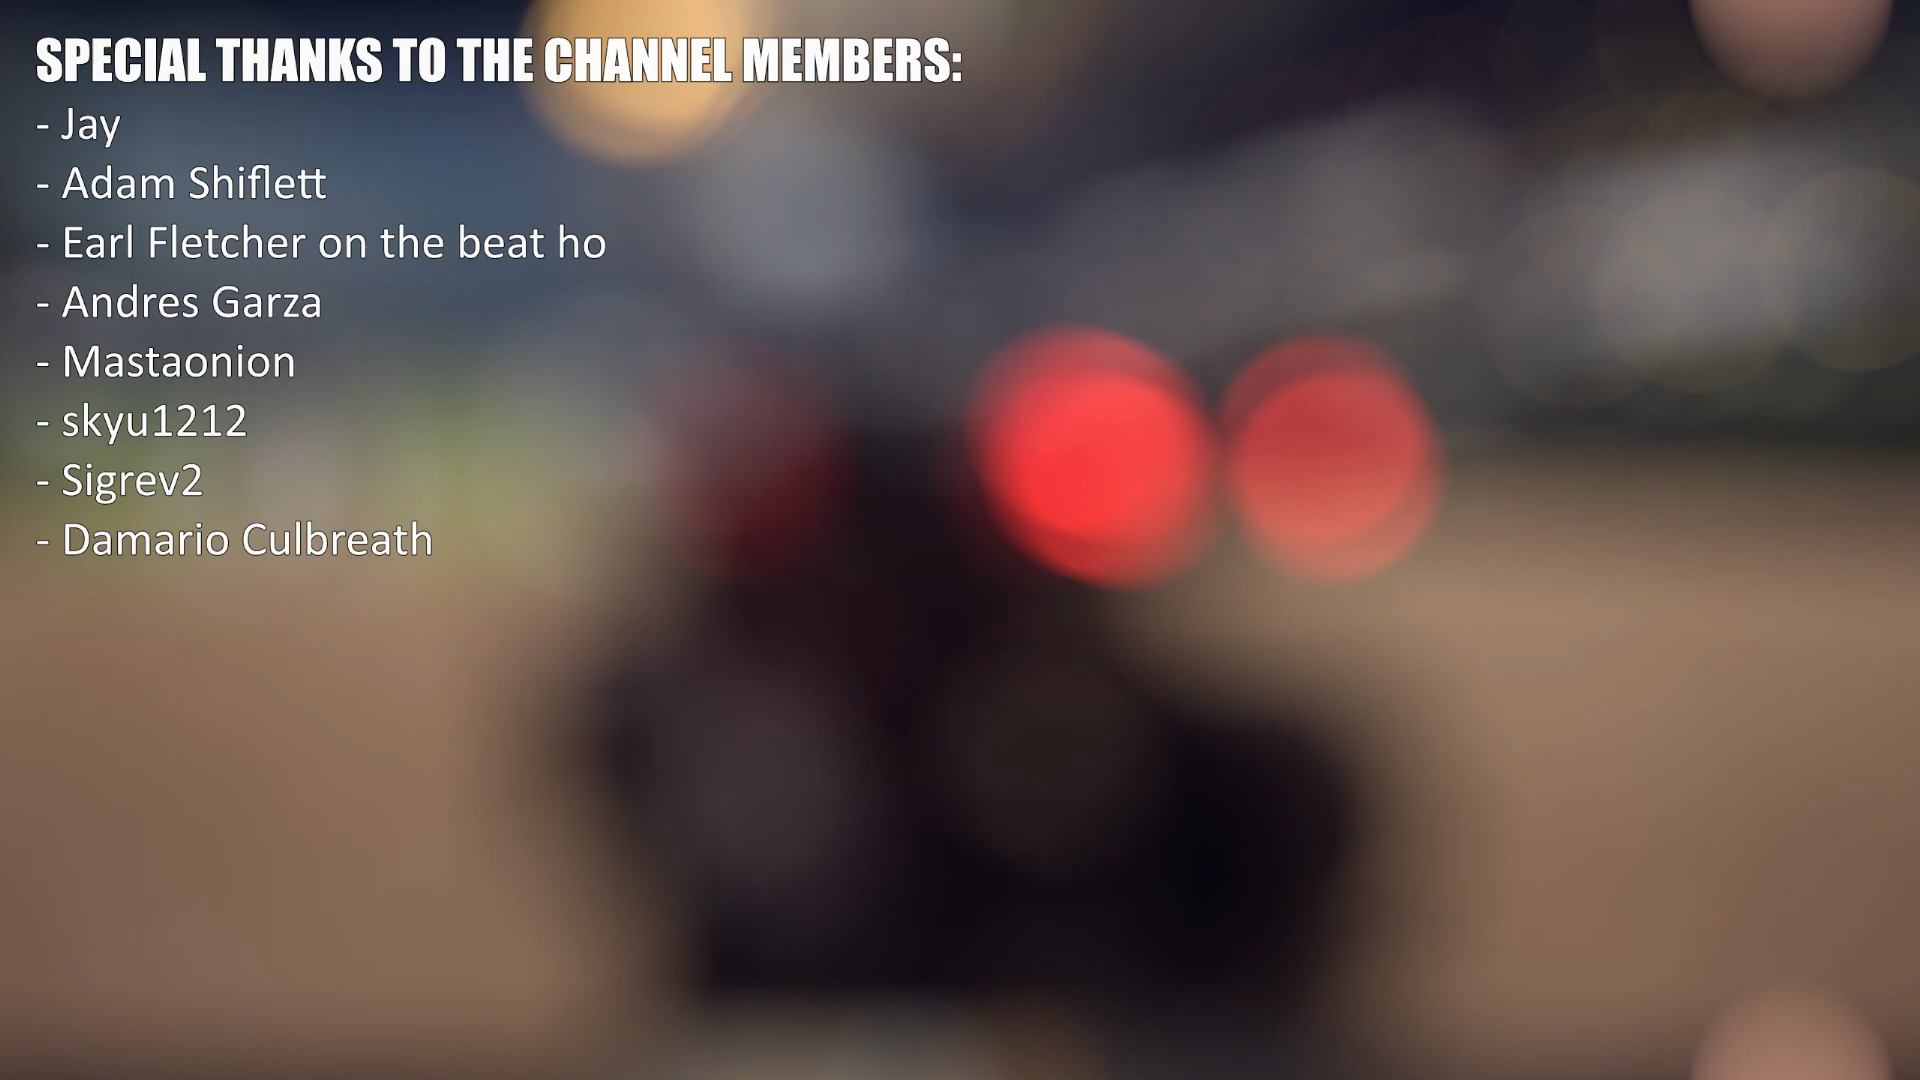 SPECIAL THANKS TO THE CHANNEL MEMBERS:
- Jay
- Adam Shiflett
- Earl Fletcher on the beat ho
- Andres Garza
- Mastaonion
- skyu1212
- Sigrev2
- Damario Culbreath